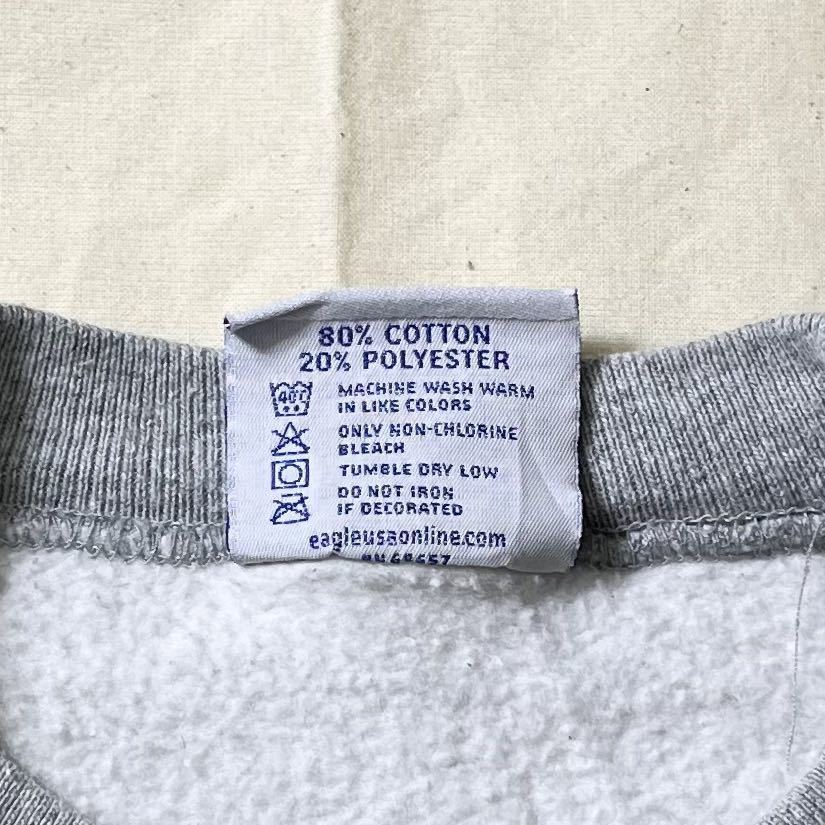 80% COTTON
20% POLYESTER
40°
MACHINE WASH WARM
IN LIKE COLORS
ONLY NON-CHLORINE
BLEACH
TUMBLE DRY LOW
DO NOT IRON
IF DECORATED
eagleusaonline.com